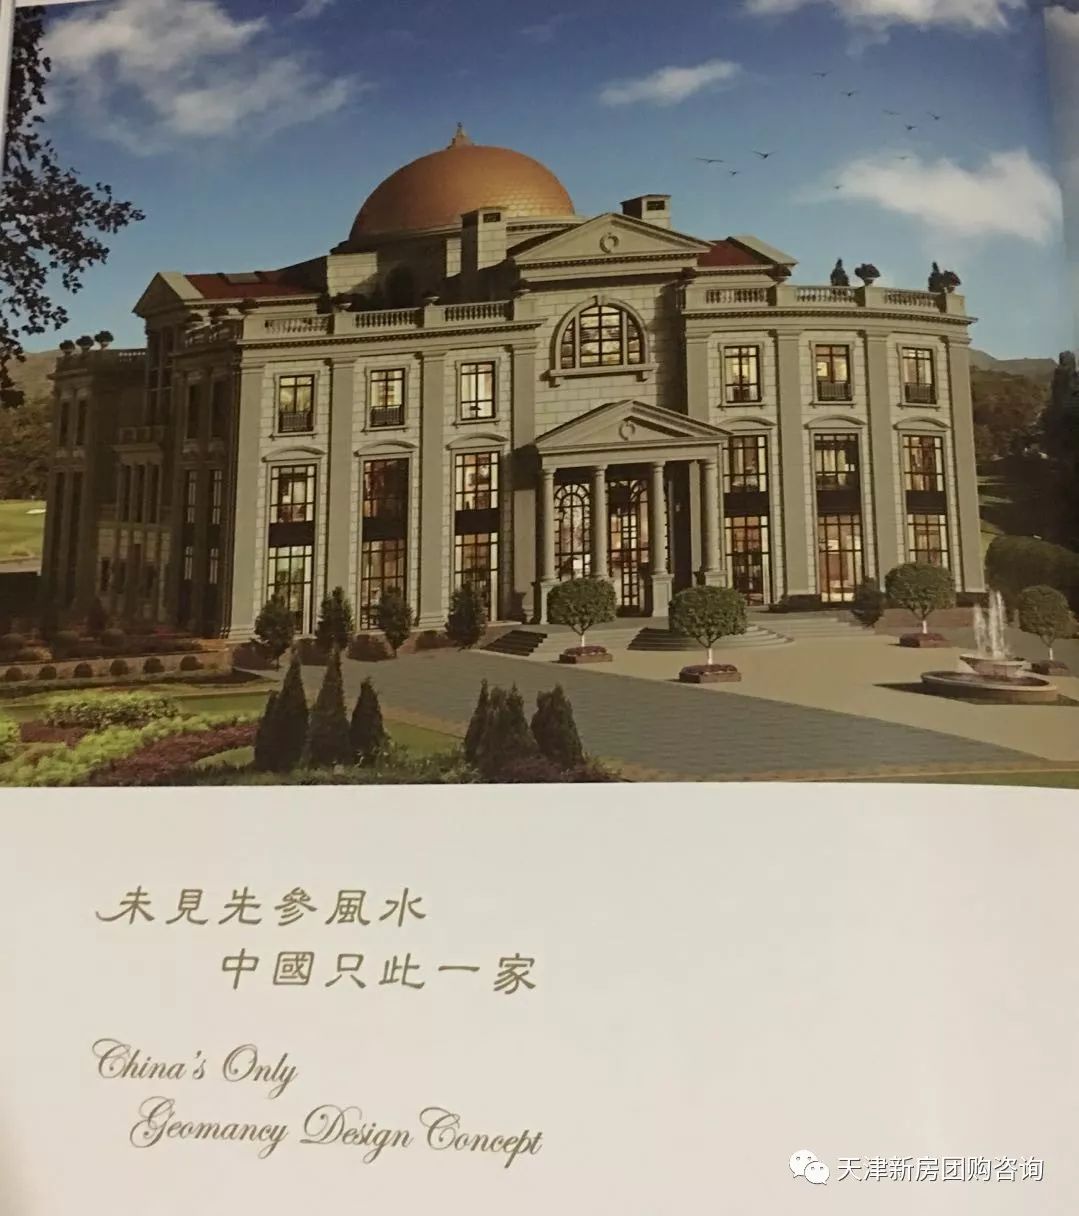 未見先參風水
中國只此一家
China's Only
Geomancy Design Concept
天津新房团购咨询